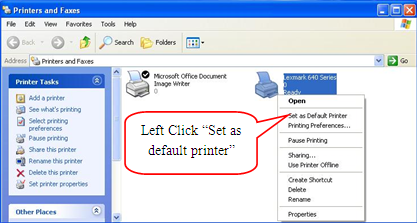 Printers and Faxes
File Edit View Favorites Tools Help
Back Search Folders
Address Printers and Faxes Go
Printer Tasks
Add a printer
See what's printing
Select printing
preferences
Pause printing
Share this printer
Rename this printer
Delete this printer
Set printer properties
Other Places
Microsoft Office Document
Image Writer
0
Lexmark 640 Series
0
Ready
Open
Set as Default Printer
Printing Preferences...
Pause Printing
Sharing...
Use Printer Offline
Create Shortcut
Delete
Rename
Properties
Left Click “Set as
default printer”